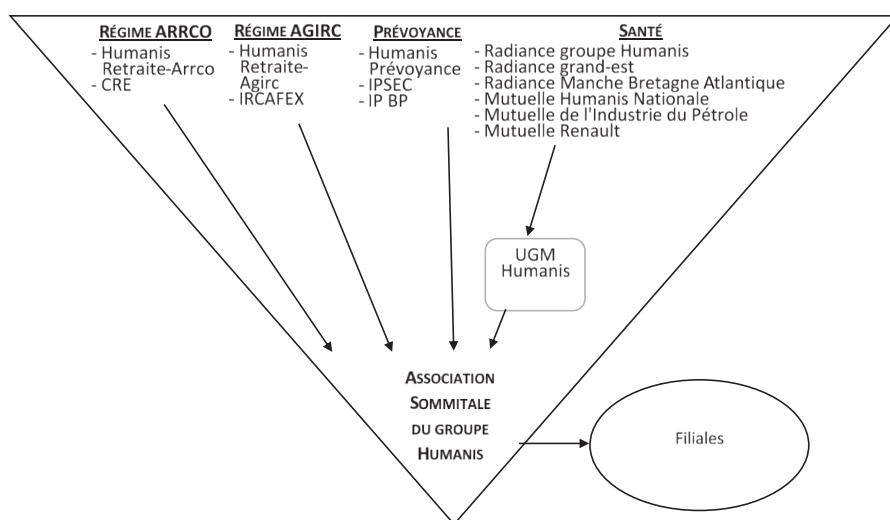 RÉGIME ARRCO
- Humanis
Retraite-Arrco
- CRE
RÉGIME AGIRC
- Humanis
Retraite-
Agirc
- IRCAFEX
PRÉVOYANCE
- Humanis
Prévoyance
- IPSEC
- IP BP
SANTÉ
- Radiance groupe Humanis
- Radiance grand-est
- Radiance Manche Bretagne Atlantique
- Mutuelle Humanis Nationale
- Mutuelle de l'Industrie du Pétrole
- Mutuelle Renault
UGM
Humanis
ASSOCIATION
SOMMITALE
DU GROUPE
HUMANIS
Filiales